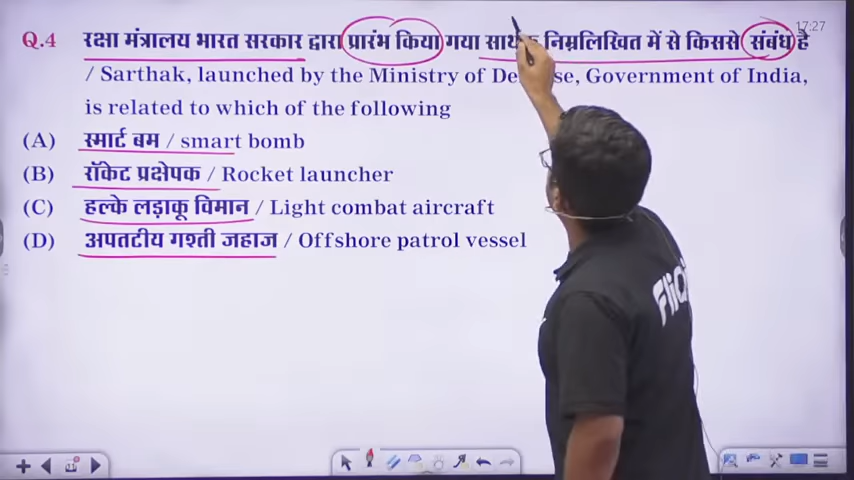 17:27
Q.4 रक्षा मंत्रालय भारत सरकार द्वारा प्रारंभ किया गया निम्नलिखित में से किससे संबंध है
/ Sarthak, launched by the Ministry of Government of India,
is related to which of the following
(A) स्मार्ट बम / smart bomb
(B) रॉकेट प्रक्षेपक / Rocket launcher
(C) हल्के लड़ाकू विमान / Light combat aircraft
(D) अपतटीय गश्ती जहाज / Offshore patrol vessel